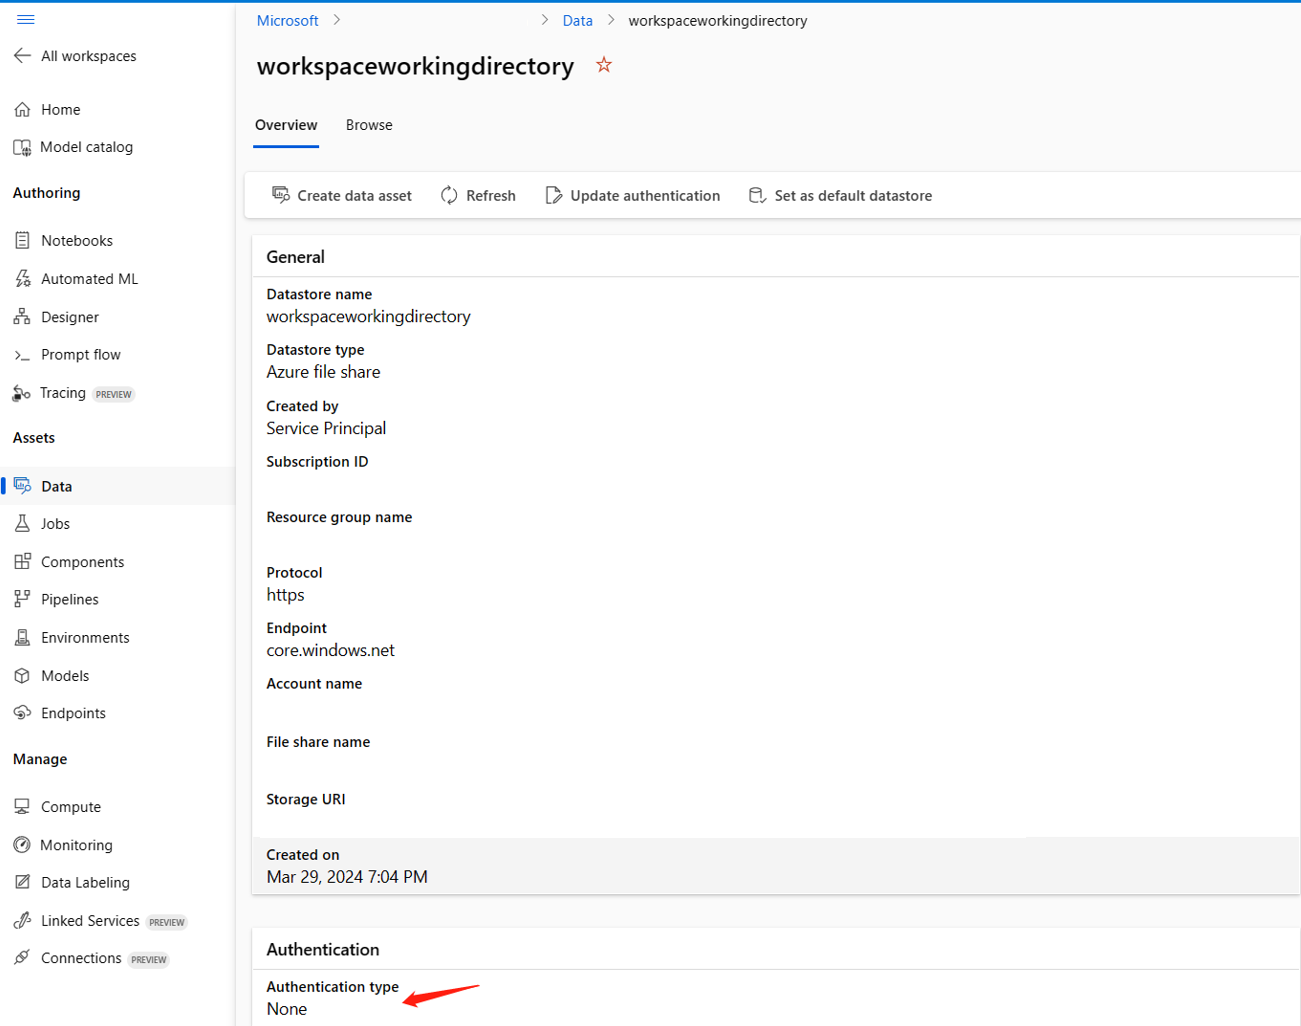 Microsoft > > Data > workspaceworkingdirectory
All workspaces
Home
Model catalog
Authoring
Notebooks
Automated ML
Designer
Prompt flow
Tracing PREVIEW
Assets
Data
Jobs
Components
Pipelines
Environments
Models
Endpoints
Manage
Compute
Monitoring
Data Labeling
Linked Services PREVIEW
Connections PREVIEW
workspaceworkingdirectory
Overview Browse
Create data asset Refresh Update authentication Set as default datastore
General
Datastore name
workspaceworkingdirectory
Datastore type
Azure file share
Created by
Service Principal
Subscription ID
Resource group name
Protocol
https
Endpoint
core.windows.net
Account name
File share name
Storage URI
Created on
Mar 29, 2024 7:04 PM
Authentication
Authentication type
None